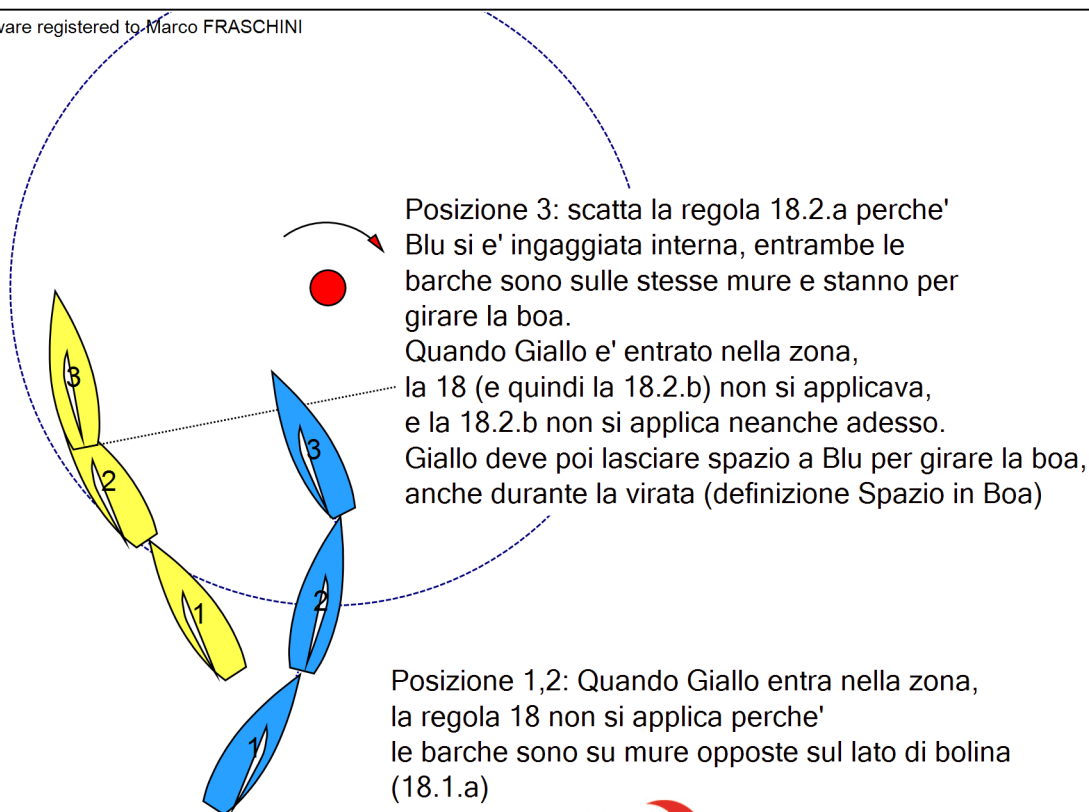 ware registered to Marco FRASCHINI
Posizione 3: scatta la regola 18.2.a perche'
Blu si e' ingaggiata interna, entrambe le
barche sono sulle stesse mure e stanno per
girare la boa.
Quando Giallo e' entrato nella zona,
la 18 (e quindi la 18.2.b) non si applicava,
e la 18.2.b non si applica neanche adesso.
Giallo deve poi lasciare spazio a Blu per girare la boa,
anche durante la virata (definizione Spazio in Boa)
3
3
2
2
1
1
Posizione 1,2: Quando Giallo entra nella zona,
la regola 18 non si applica perche'
le barche sono su mure opposte sul lato di bolina
(18.1.a)